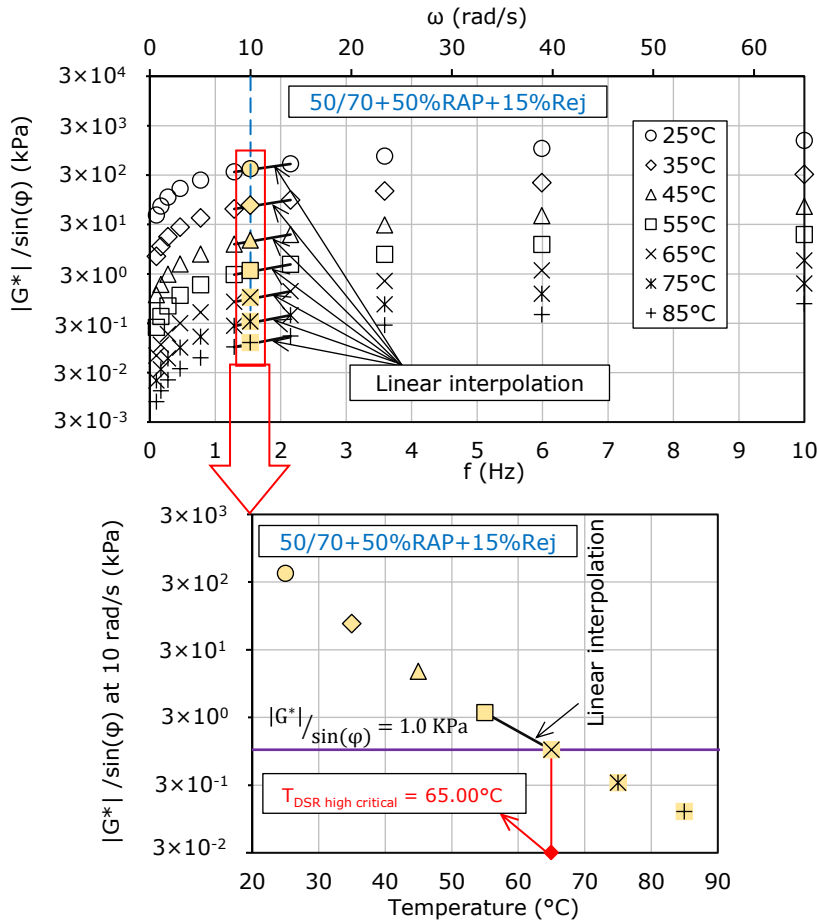 ω (rad/s)
0 10 20 30 40 50 60
3×10⁴
3×10³
3×10²
3×10¹
3×10⁰
3×10⁻¹
3×10⁻²
3×10⁻³
|G*| /sin(φ) (kPa)
50/70+50%RAP+15%Rej
25°C
35°C
45°C
55°C
65°C
75°C
85°C
Linear interpolation
0 1 2 3 4 5 6 7 8 9 10
f (Hz)
3×10³
3×10²
3×10¹
3×10⁰
3×10⁻¹
3×10⁻²
|G*| /sin(φ) at 10 rad/s (kPa)
50/70+50%RAP+15%Rej
Linear interpolation
|G*|/sin(φ) = 1.0 KPa
T_DSR high critical = 65.00°C
20 30 40 50 60 70 80 90
Temperature (°C)